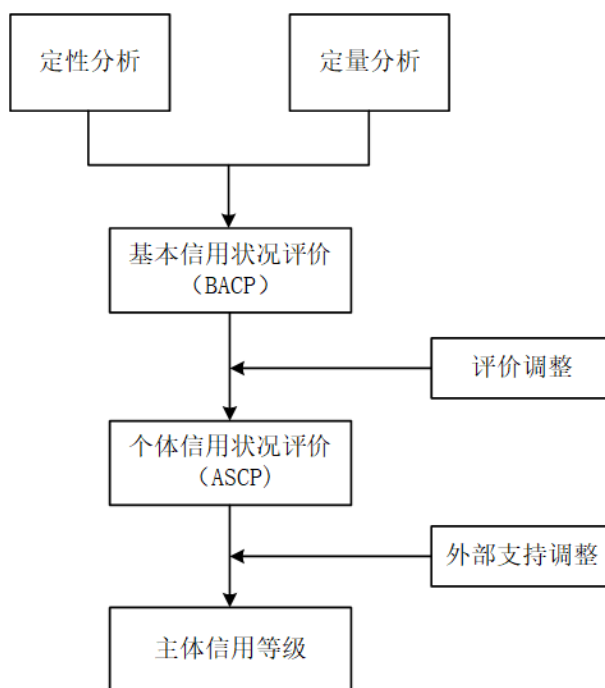 定性分析
定量分析
基本信用状况评价
（BACP）
评价调整
个体信用状况评价
（ASCP)
外部支持调整
主体信用等级